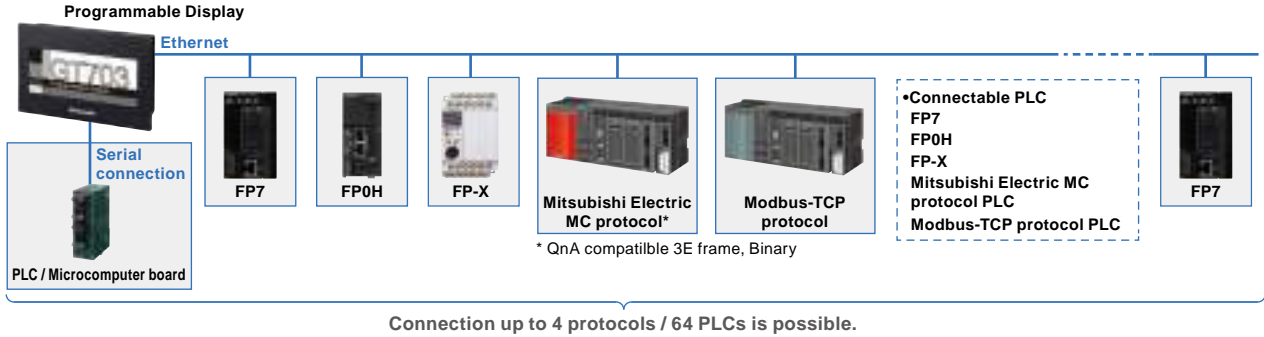 Programmable Display
Ethernet
GT703
Serial
connection
PLC / Microcomputer board
FP7
FP0H
FP-X
Mitsubishi Electric
MC protocol*
Modbus-TCP
protocol
* QnA compatilble 3E frame, Binary
•Connectable PLC
FP7
FP0H
FP-X
Mitsubishi Electric MC
protocol PLC
Modbus-TCP protocol PLC
FP7
Connection up to 4 protocols / 64 PLCs is possible.